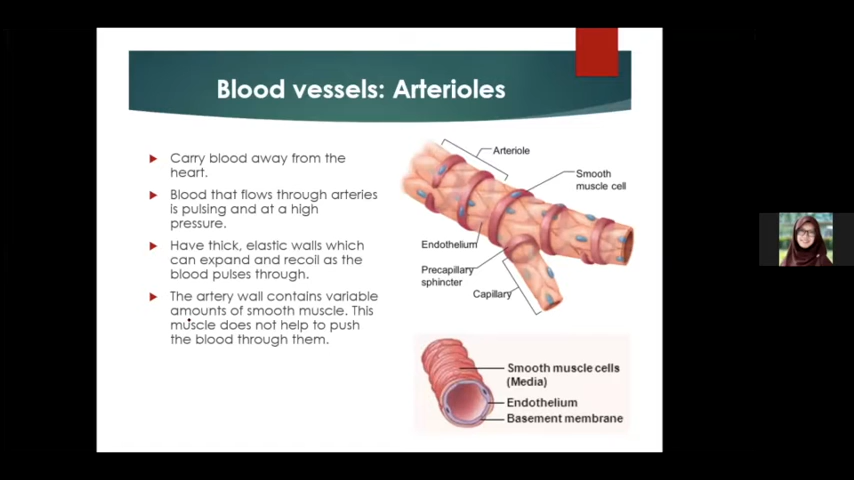 Blood vessels: Arterioles
Carry blood away from the
heart.
Blood that flows through arteries
is pulsing and at a high
pressure.
Have thick, elastic walls which
can expand and recoil as the
blood pulses through.
The artery wall contains variable
amounts of smooth muscle. This
muscle does not help to push
the blood through them.
Arteriole
Smooth
muscle cell
Endothelium
Precapillary
sphincter
Capillary
Smooth muscle cells
(Media)
Endothelium
Basement membrane